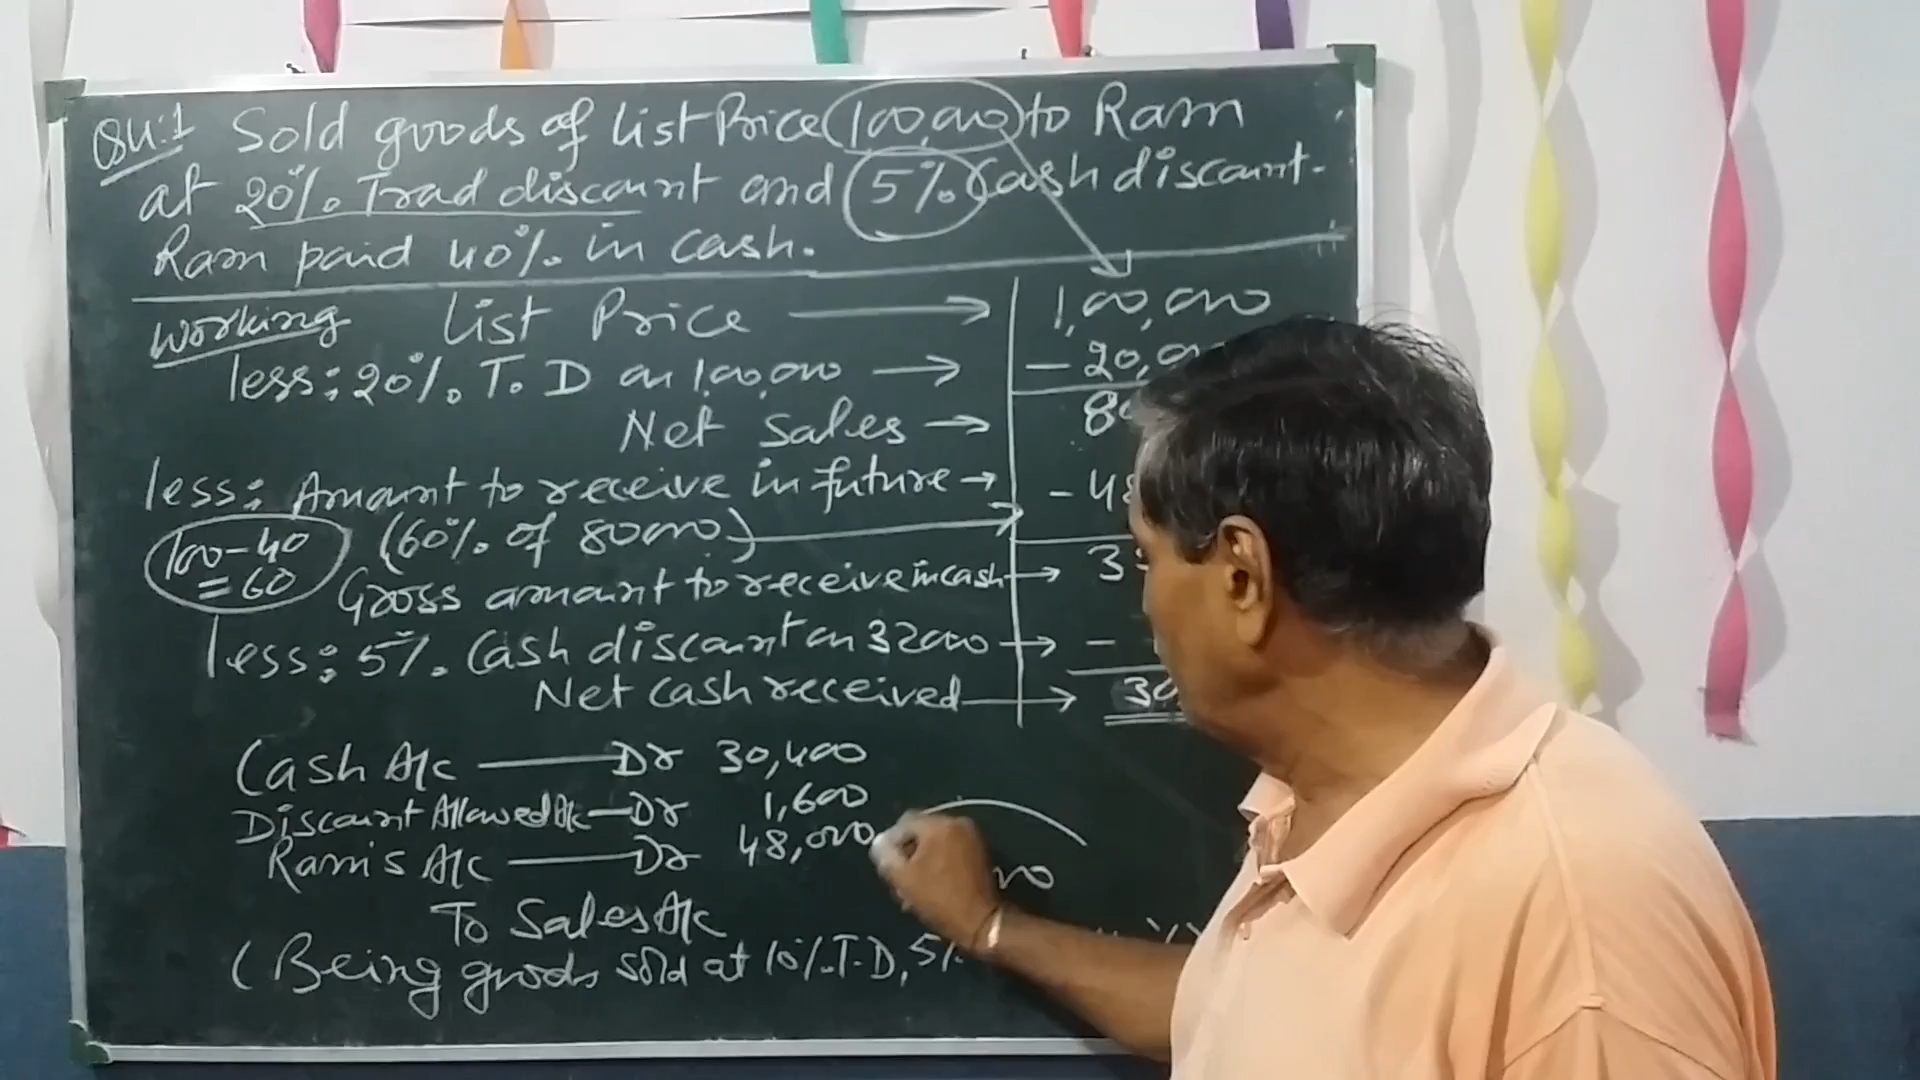 Qu:1 Sold goods of List Price 100,000 to Ram
at 20% Trad discount and 5% Cash discount.
Ram paid 40% in cash.
Working List Price → 1,00,000
less: 20% T.D on 1,00,000 → - 20,0
Net Sales → 80
less: Amount to receive in future → - 48
100-40 = 60 (60% of 80000) →
Gross amount to receive in cash → 3
less: 5% Cash discount on 32000 → -
Net cash received → 30
Cash A/c Dr 30,400
Discount Allowed A/c Dr 1,600
Ram's A/c Dr 48,000
To Sales A/c
(Being goods sold at 10% T.D, 5%